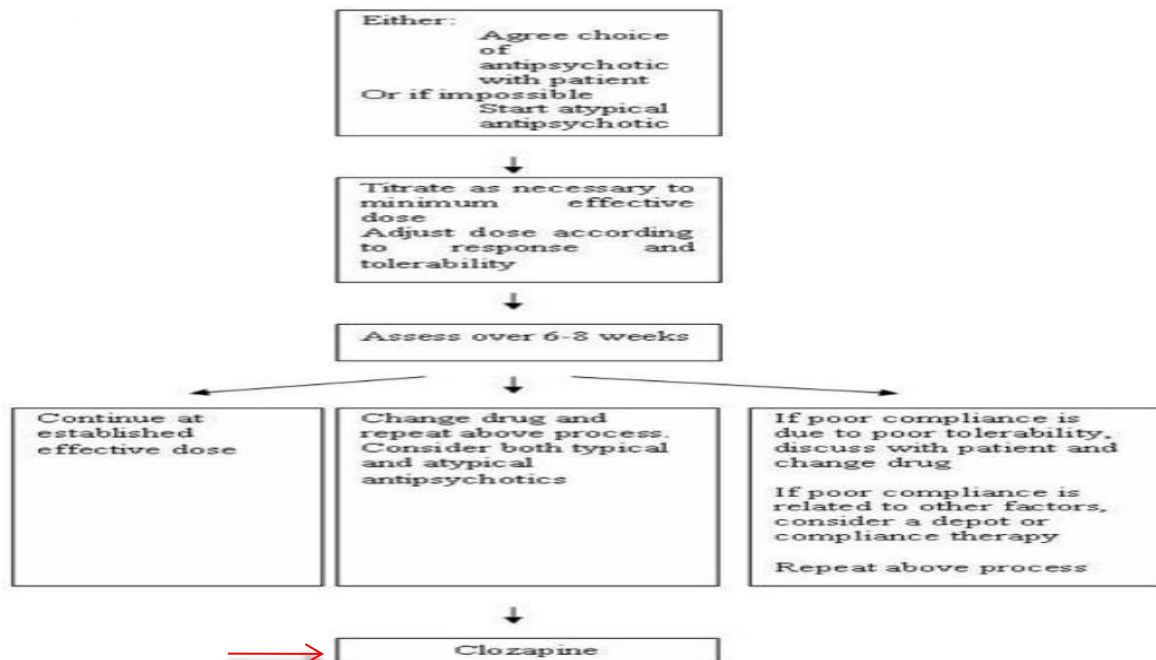 Either:
Agree choice
of
antipsychotic
with patient
Or if impossible
Start atypical
antipsychotic
Titrate as necessary to
minimum effective
dose
Adjust dose according
to response and
tolerability
Assess over 6-8 weeks
Continue at
established
effective dose
Change drug and
repeat above process.
Consider both typical
and atypical
antipsychotics
If poor compliance is
due to poor tolerability,
discuss with patient and
change drug
If poor compliance is
related to other factors,
consider a depot or
compliance therapy
Repeat above process
Clozapine